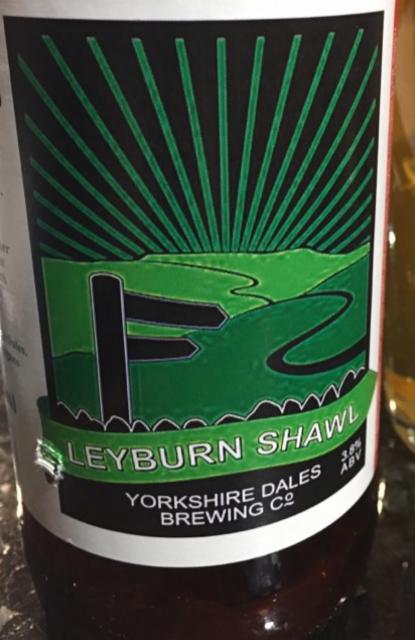 LEYBURN SHAWL
3.8%
ABV
YORKSHIRE DALES
BREWING Cº